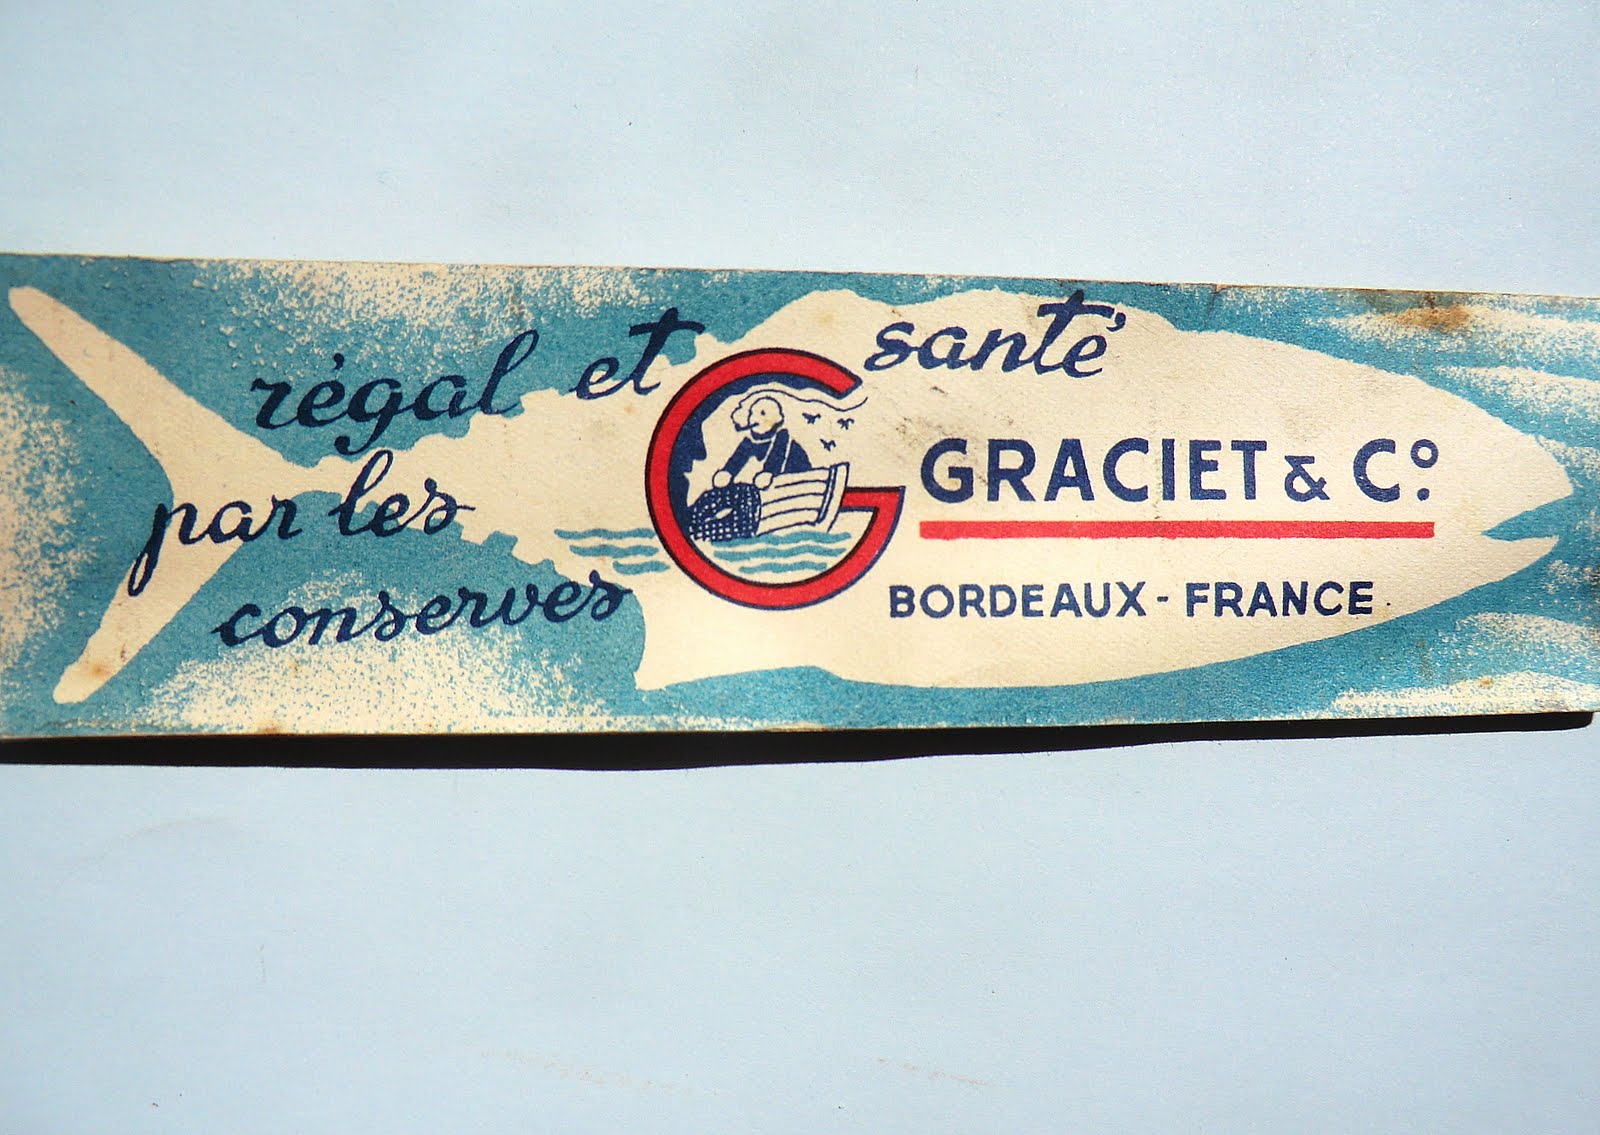 régal et santé
par les
conserves
G
GRACIET & Cº.
BORDEAUX - FRANCE.